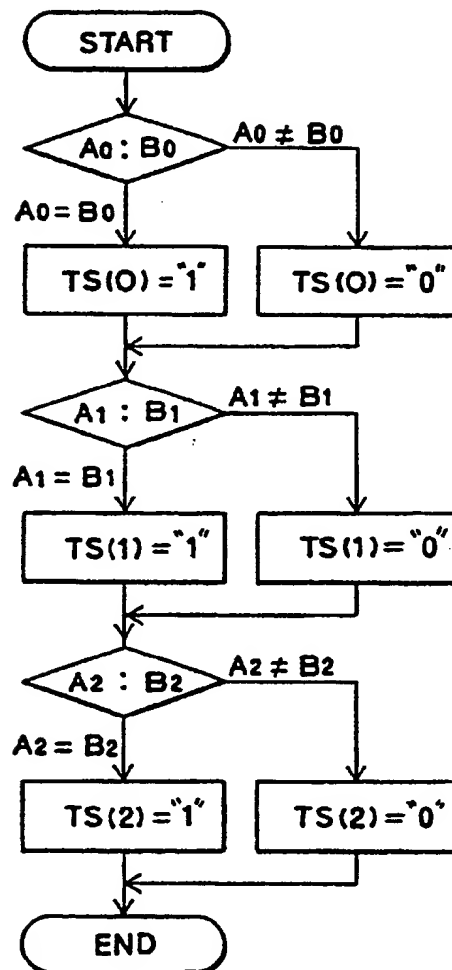 START
A0 : B0
A0 ≠ B0
A0 = B0
TS(0) = "1"
TS(0) = "0"
A1 : B1
A1 ≠ B1
A1 = B1
TS(1) = "1"
TS(1) = "0"
A2 : B2
A2 ≠ B2
A2 = B2
TS(2) = "1"
TS(2) = "0"
END